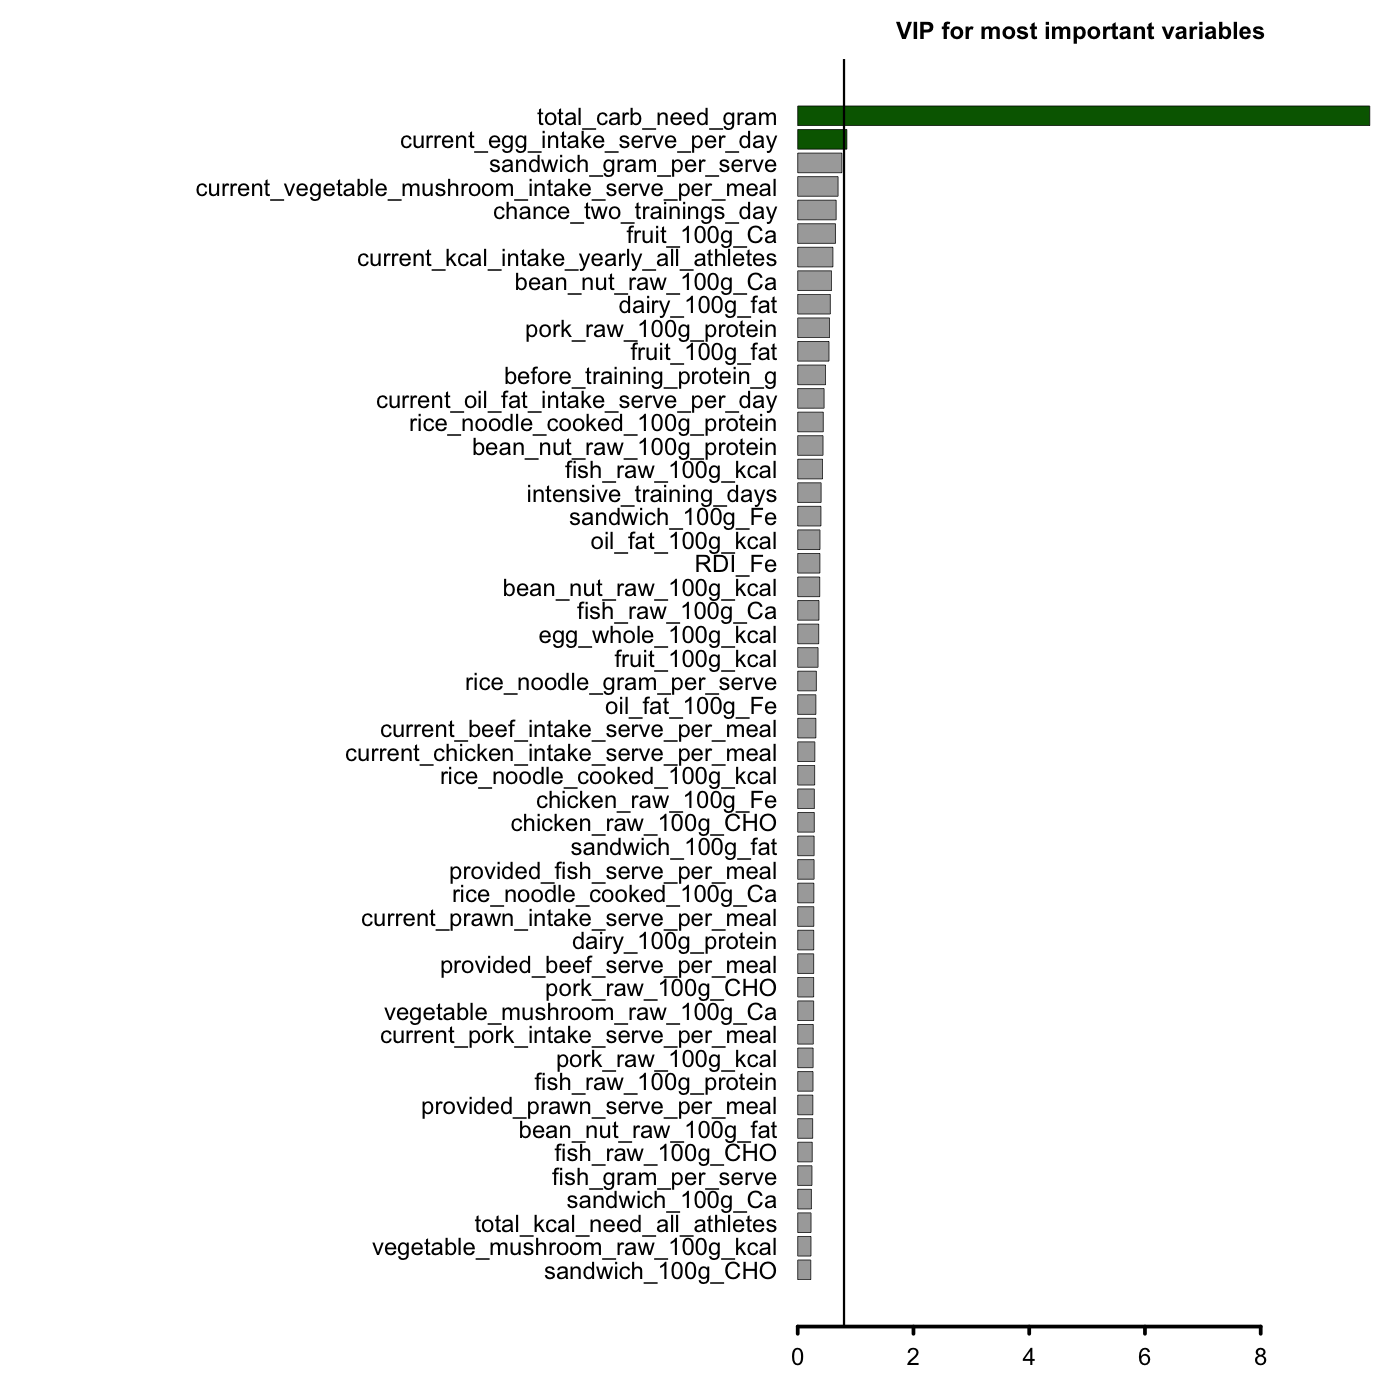 VIP for most important variables
total_carb_need_gram
current_egg_intake_serve_per_day
sandwich_gram_per_serve
current_vegetable_mushroom_intake_serve_per_meal
chance_two_trainings_day
fruit_100g_Ca
current_kcal_intake_yearly_all_athletes
bean_nut_raw_100g_Ca
dairy_100g_fat
pork_raw_100g_protein
fruit_100g_fat
before_training_protein_g
current_oil_fat_intake_serve_per_day
rice_noodle_cooked_100g_protein
bean_nut_raw_100g_protein
fish_raw_100g_kcal
intensive_training_days
sandwich_100g_Fe
oil_fat_100g_kcal
RDI_Fe
bean_nut_raw_100g_kcal
fish_raw_100g_Ca
egg_whole_100g_kcal
fruit_100g_kcal
rice_noodle_gram_per_serve
oil_fat_100g_Fe
current_beef_intake_serve_per_meal
current_chicken_intake_serve_per_meal
rice_noodle_cooked_100g_kcal
chicken_raw_100g_Fe
chicken_raw_100g_CHO
sandwich_100g_fat
provided_fish_serve_per_meal
rice_noodle_cooked_100g_Ca
current_prawn_intake_serve_per_meal
dairy_100g_protein
provided_beef_serve_per_meal
pork_raw_100g_CHO
vegetable_mushroom_raw_100g_Ca
current_pork_intake_serve_per_meal
pork_raw_100g_kcal
fish_raw_100g_protein
provided_prawn_serve_per_meal
bean_nut_raw_100g_fat
fish_raw_100g_CHO
fish_gram_per_serve
sandwich_100g_Ca
total_kcal_need_all_athletes
vegetable_mushroom_raw_100g_kcal
sandwich_100g_CHO
0 2 4 6 8